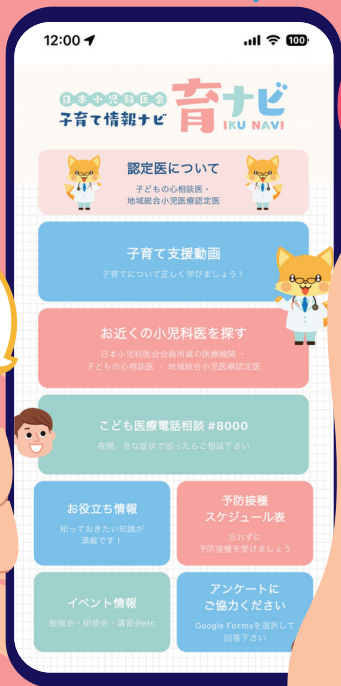 12:00
100
日本小児科医会
子育て情報ナビ
育ナビ
IKU NAVI
認定医について
子どもの心相談医・
地域総合小児医療認定医
子育て支援動画
子育てについて正しく学びましょう！
お近くの小児科医を探す
日本小児科医会会員所属の医療機関 ・
子どもの心相談医 ・ 地域総合小児医療認定医
こども医療電話相談 #8000
夜間、急な症状で困ったらご相談下さい
お役立ち情報
知っておきたい知識が
満載です！
予防接種
スケジュール表
忘れずに
予防接種を受けましょう
イベント情報
勉強会・研修会・講習会etc
アンケートに
ご協力ください
Google Formsを選択して
回答下さい